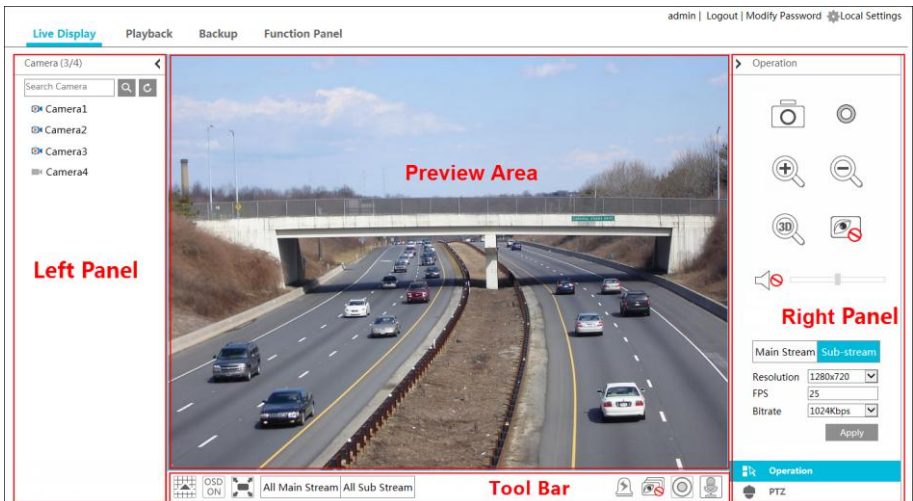 admin | Logout | Modify Password Local Settings
Live Display Playback Backup Function Panel
Camera (3/4)
Search Camera
Camera1
Camera2
Camera3
Camera4
Left Panel
Preview Area
Operation
3D
Right Panel
Main Stream Sub-stream
Resolution 1280x720
FPS 25
Bitrate 1024Kbps
Apply
Operation
PTZ
OSD
ON
All Main Stream All Sub Stream
Tool Bar